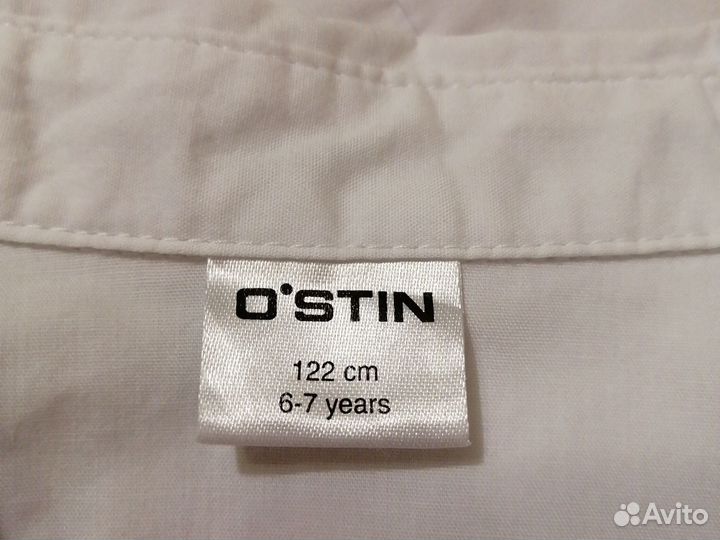 O'STIN
122 cm
6-7 years
Avito